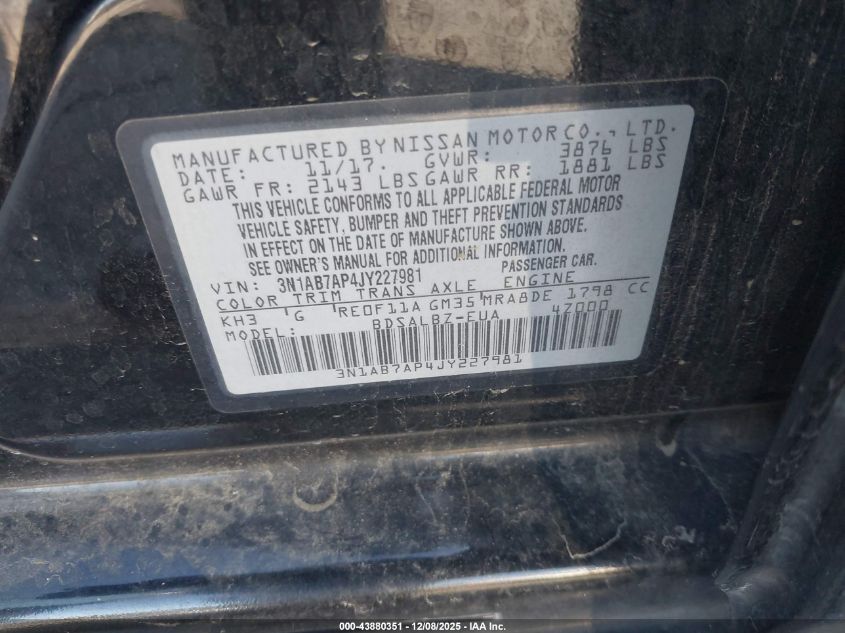 MANUFACTURED BY NISSAN MOTOR CO., LTD.
DATE: 11/17. GVWR: 3876 LBS
GAWR FR: 2143 LBS GAWR RR: 1881 LBS
THIS VEHICLE CONFORMS TO ALL APPLICABLE FEDERAL MOTOR
VEHICLE SAFETY, BUMPER AND THEFT PREVENTION STANDARDS
IN EFFECT ON THE DATE OF MANUFACTURE SHOWN ABOVE.
SEE OWNER'S MANUAL FOR ADDITIONAL INFORMATION.
VIN: 3N1AB7AP4JY227981 PASSENGER CAR.
COLOR TRIM TRANS AXLE ENGINE
KH3 G RE0F11A GM35 MRA8DE 1798 CC
MODEL: BDSALBZ-EUA 4Z000
3N1AB7AP4JY227981
000-43880351 | 12/08/2025 - IAA Inc.